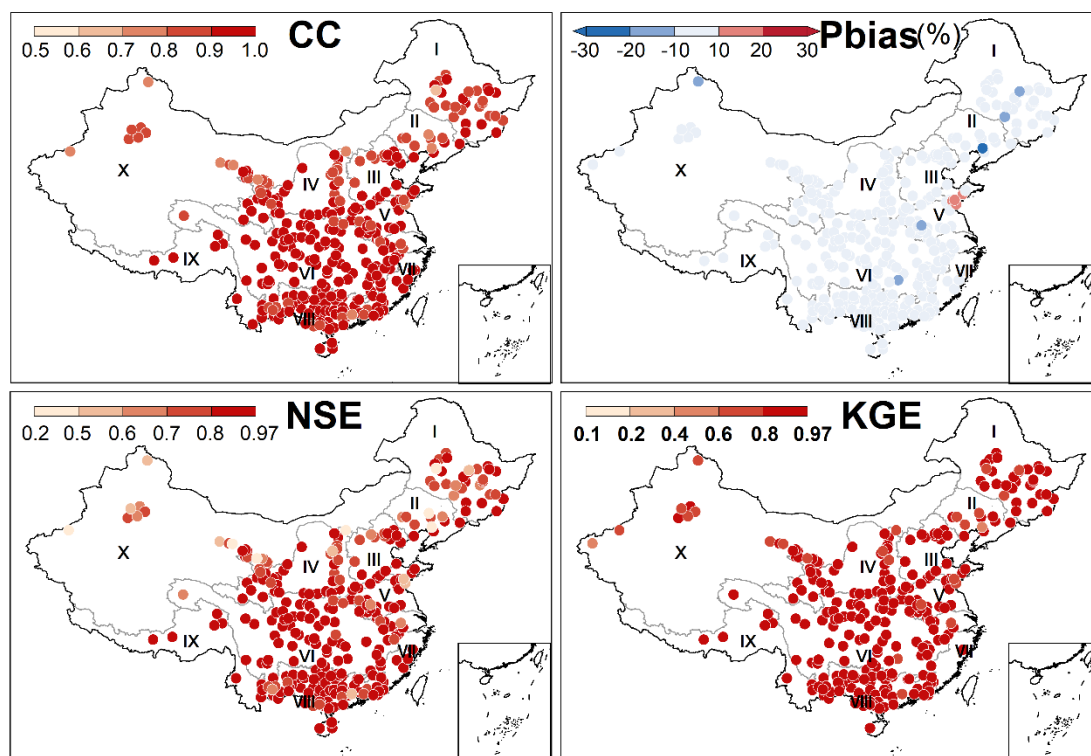 CC
0.5 0.6 0.7 0.8 0.9 1.0
I
II
III
IV
V
VI
VII
VIII
IX
X
Pbias(%)
-30 -20 -10 10 20 30
I
II
III
IV
V
VI
VII
VIII
IX
X
NSE
0.2 0.5 0.6 0.7 0.8 0.97
I
II
III
IV
V
VI
VII
VIII
IX
X
KGE
0.1 0.2 0.4 0.6 0.8 0.97
I
II
III
IV
V
VI
VII
VIII
IX
X